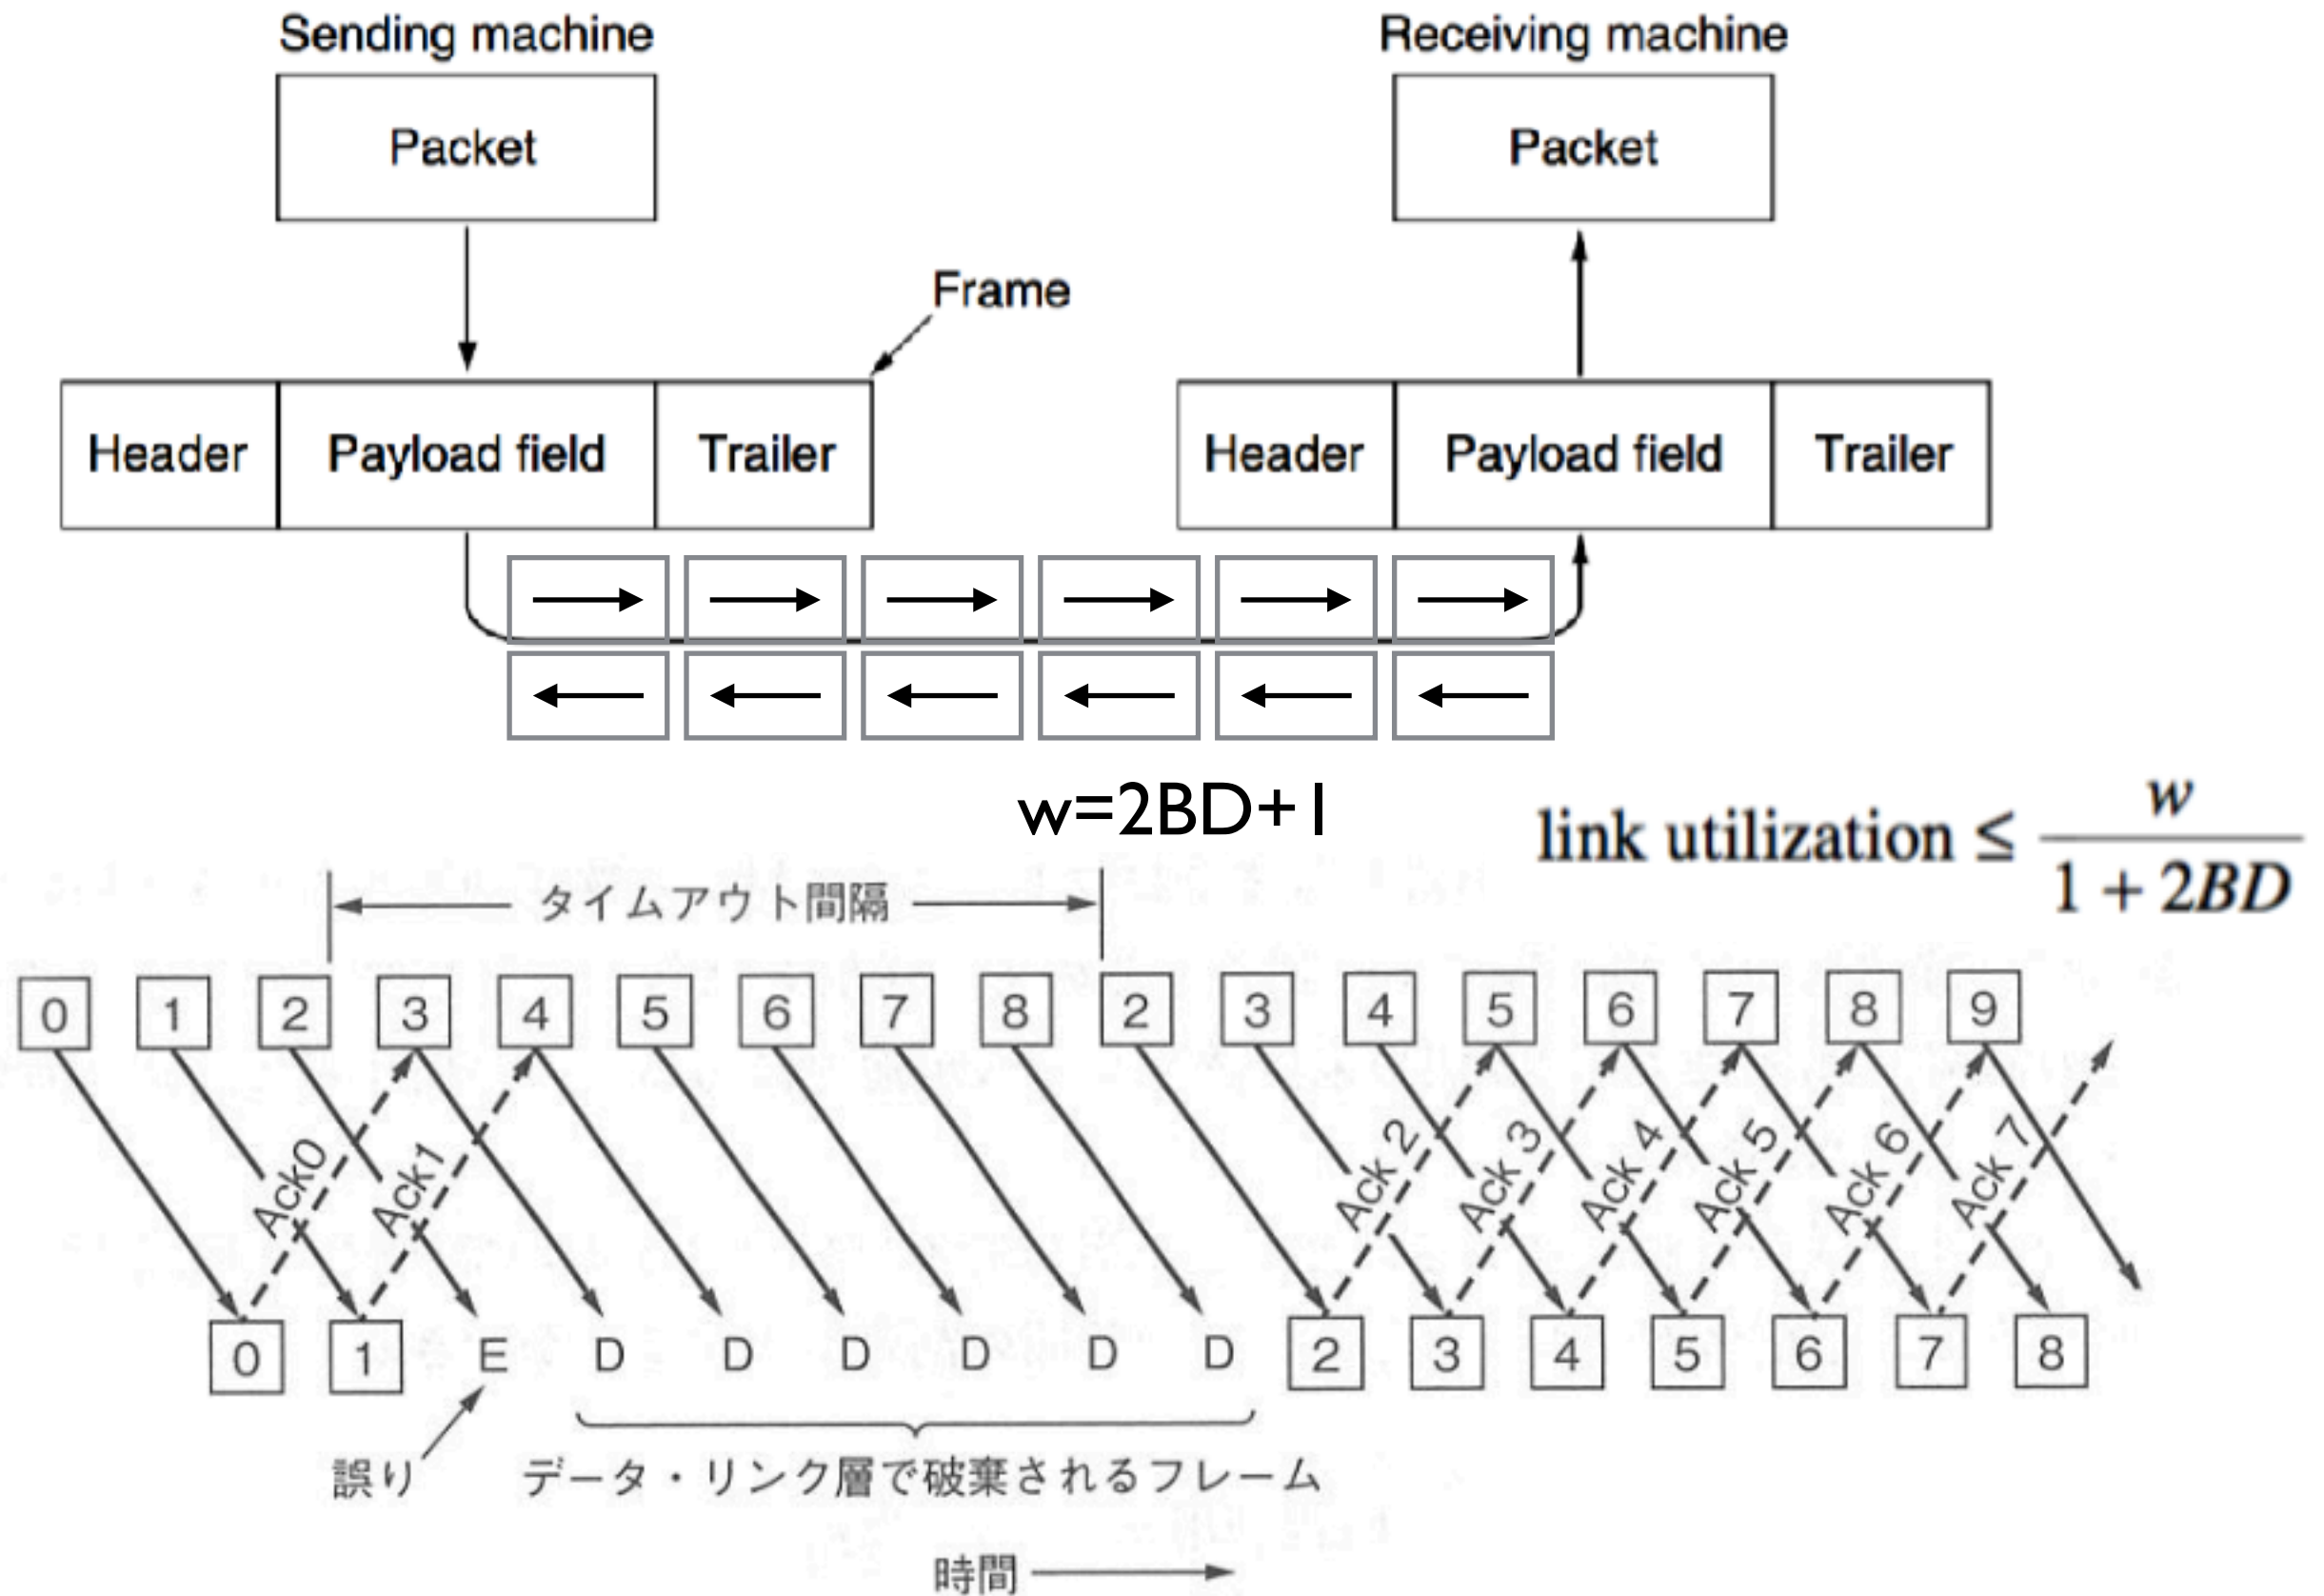 Sending machine
Receiving machine
Packet
Packet
Frame
Header
Payload field
Trailer
Header
Payload field
Trailer
w=2BD+1
link utilization ≤ w / 1 + 2BD
タイムアウト間隔
0 1 2 3 4 5 6 7 8 2 3 4 5 6 7 8 9
Ack0
Ack1
Ack 2
Ack 3
Ack 4
Ack 5
Ack 6
Ack 7
0 1 E D D D D D D 2 3 4 5 6 7 8
誤り
データ・リンク層で破棄されるフレーム
時間